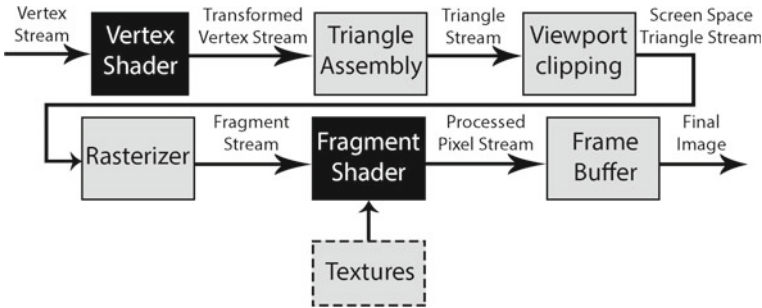 Vertex
Stream
Vertex
Shader
Transformed
Vertex Stream
Triangle
Assembly
Triangle
Stream
Viewport
clipping
Screen Space
Triangle Stream
Rasterizer
Fragment
Stream
Fragment
Shader
Processed
Pixel Stream
Frame
Buffer
Final
Image
Textures